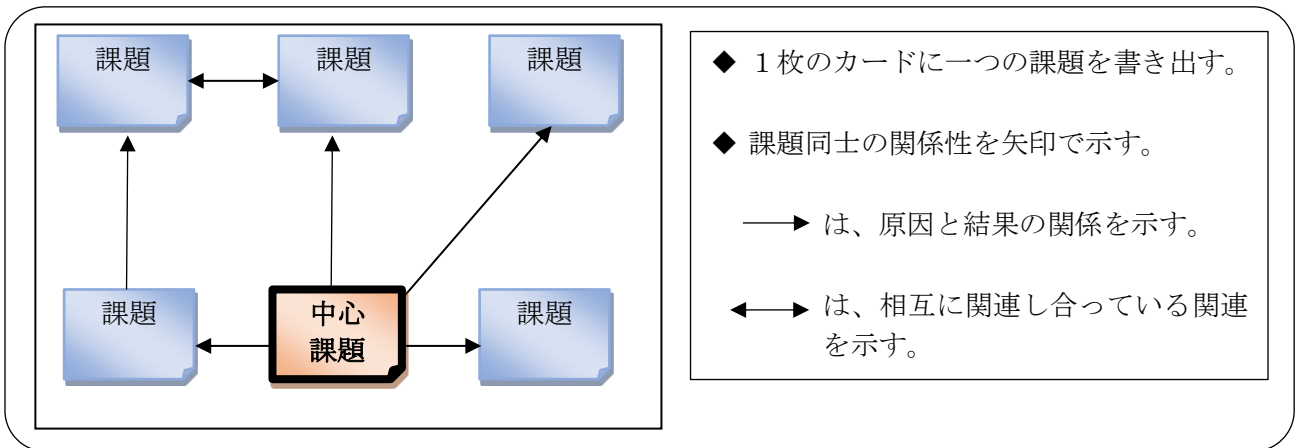 課題
課題
課題
課題
中心
課題
課題
◆ １枚のカードに一つの課題を書き出す。
◆ 課題同士の関係性を矢印で示す。
は、原因と結果の関係を示す。
は、相互に関連し合っている関連
を示す。